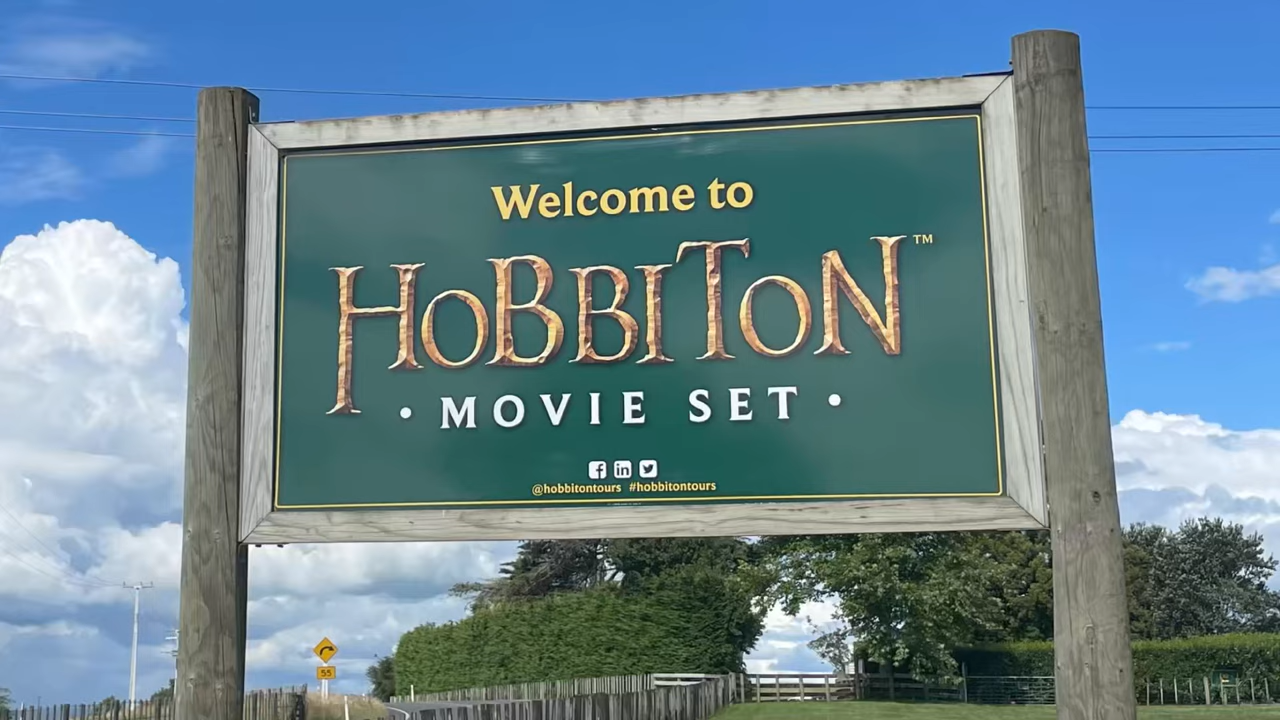 Welcome to
HOBBITON™
• MOVIE SET •
@hobbitontours #hobbitontours
55